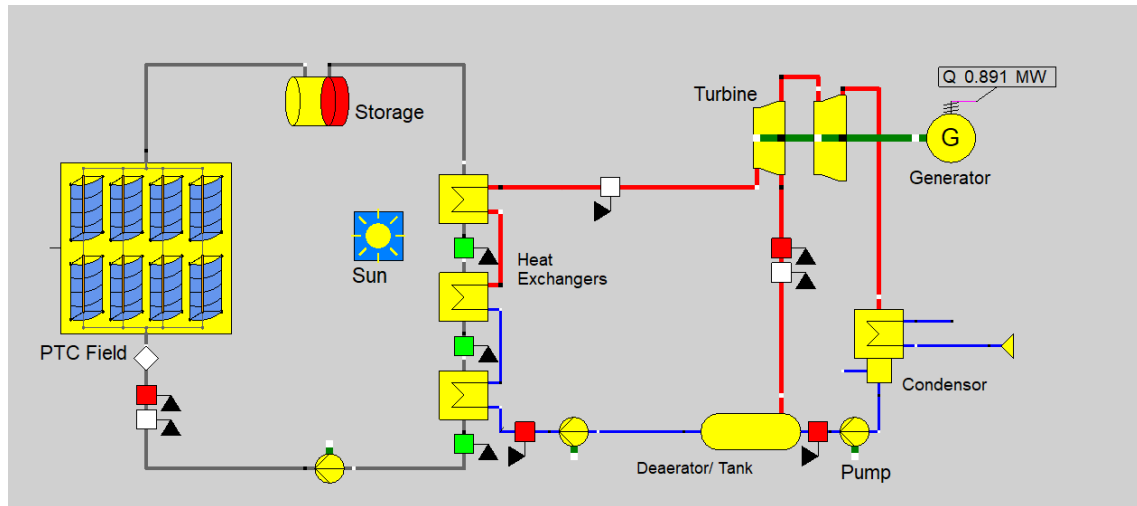 Q 0.891 MW
Turbine
Storage
G
Generator
Sun
Heat
Exchangers
PTC Field
Condensor
Deaerator/ Tank
Pump